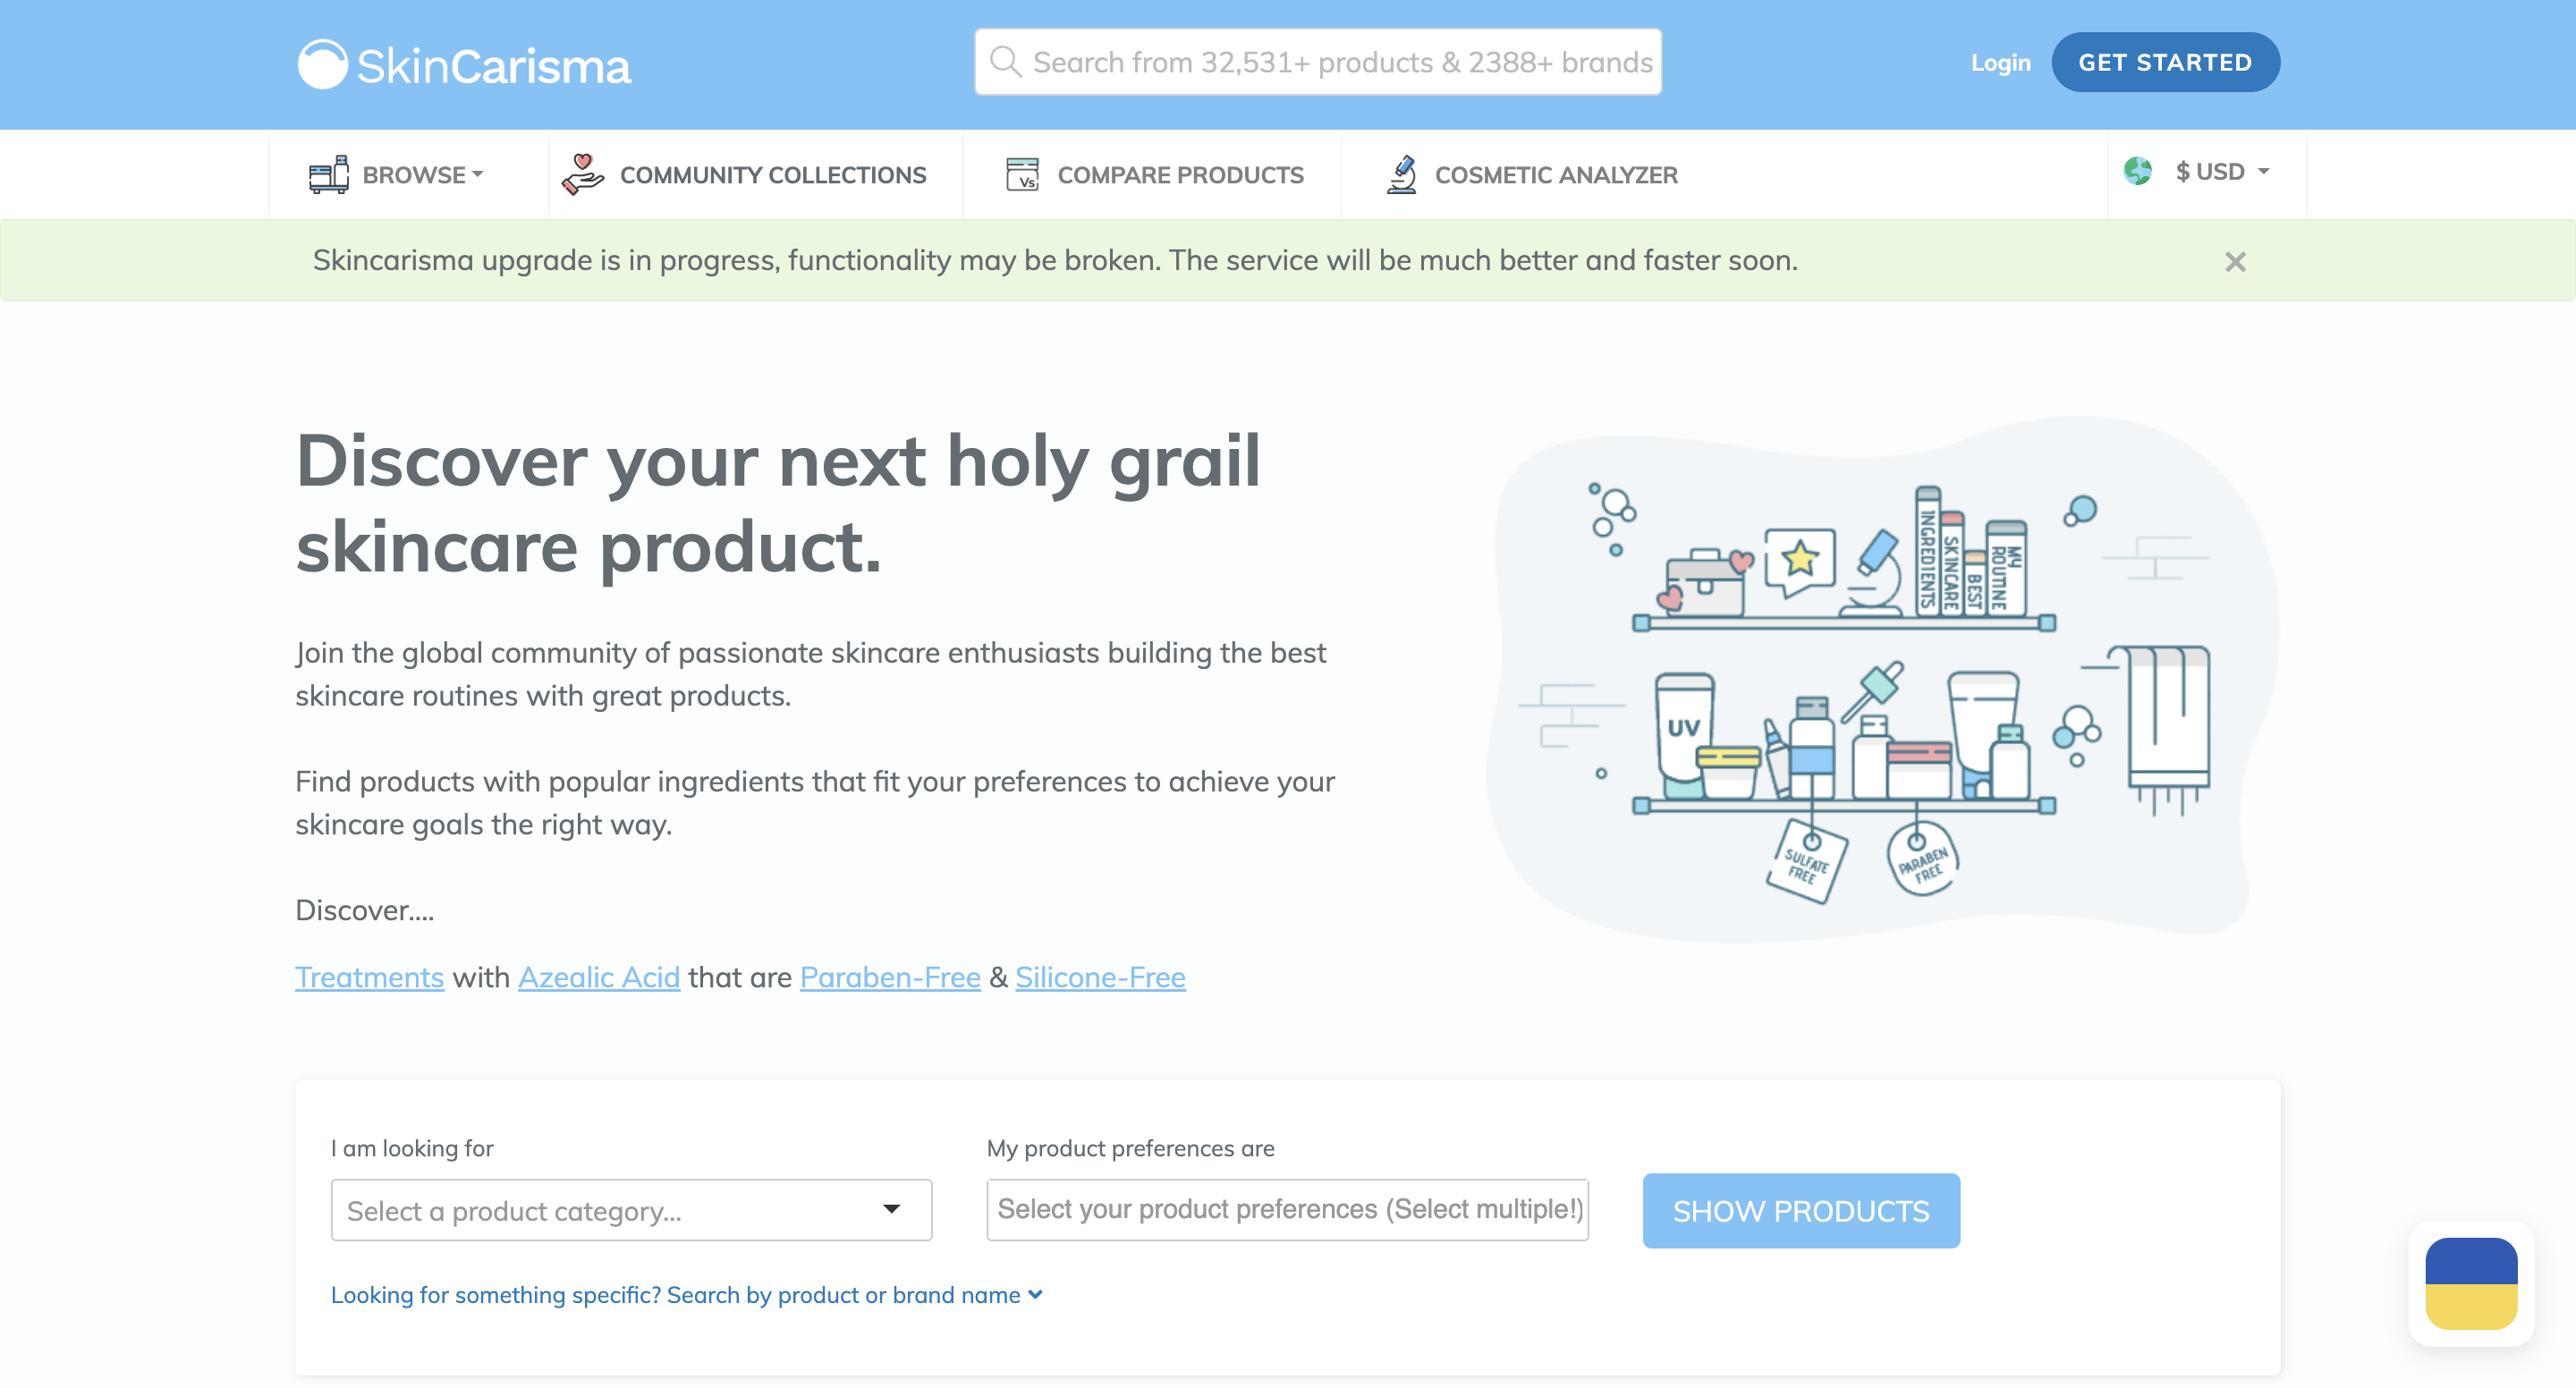 SkinCarisma
Search from 32,531+ products & 2388+ brands
Login
GET STARTED
BROWSE
COMMUNITY COLLECTIONS
Vs
COMPARE PRODUCTS
COSMETIC ANALYZER
$ USD
Skincarisma upgrade is in progress, functionality may be broken. The service will be much better and faster soon.
×
Discover your next holy grail
skincare product.
Join the global community of passionate skincare enthusiasts building the best
skincare routines with great products.
Find products with popular ingredients that fit your preferences to achieve your
skincare goals the right way.
Discover....
Treatments with Azealic Acid that are Paraben-Free & Silicone-Free
INGREDIENTS
SKINCARE
BEST
MY
ROUTINE
UV
SULFATE
FREE
PARABEN
FREE
I am looking for
Select a product category...
My product preferences are
Select your product preferences (Select multiple!)
SHOW PRODUCTS
Looking for something specific? Search by product or brand name